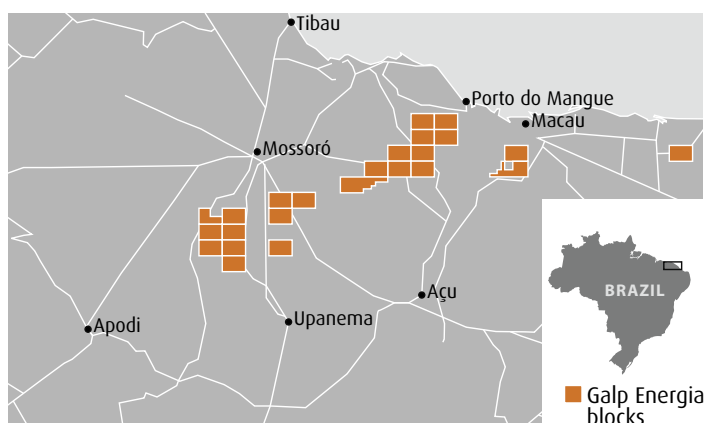 Tibau
Porto do Mangue
Macau
Mossoró
BRAZIL
Açu
Upanema
Apodi
Galp Energia
blocks